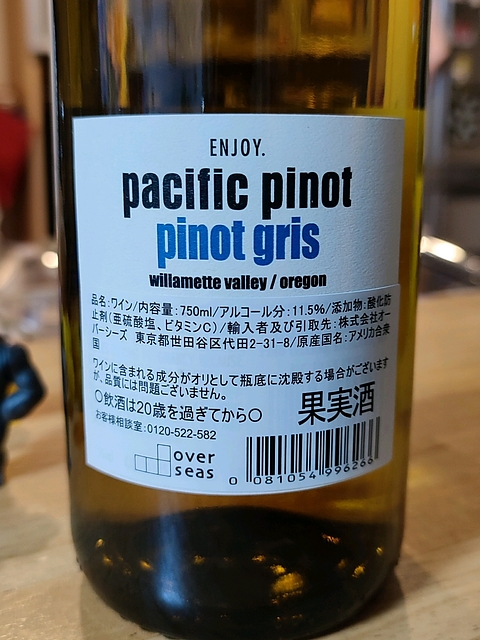 ENJOY.
pacific pinot
pinot gris
willamette valley / oregon
品名:ワイン/内容量:750ml/アルコール分:11.5%/添加物:酸化防
止剤(亜硫酸塩、ビタミンC)/輸入者及び引取先:株式会社オー
バーシーズ 東京都世田谷区代田2-31-8/原産国名:アメリカ合衆
国
ワインに含まれる成分がオリとして瓶底に沈殿する場合がございます
が、品質には問題ございません。
〇飲酒は20歳を過ぎてから〇
果実酒
お客様相談室:0120-522-582
over
seas
0 081054 996266